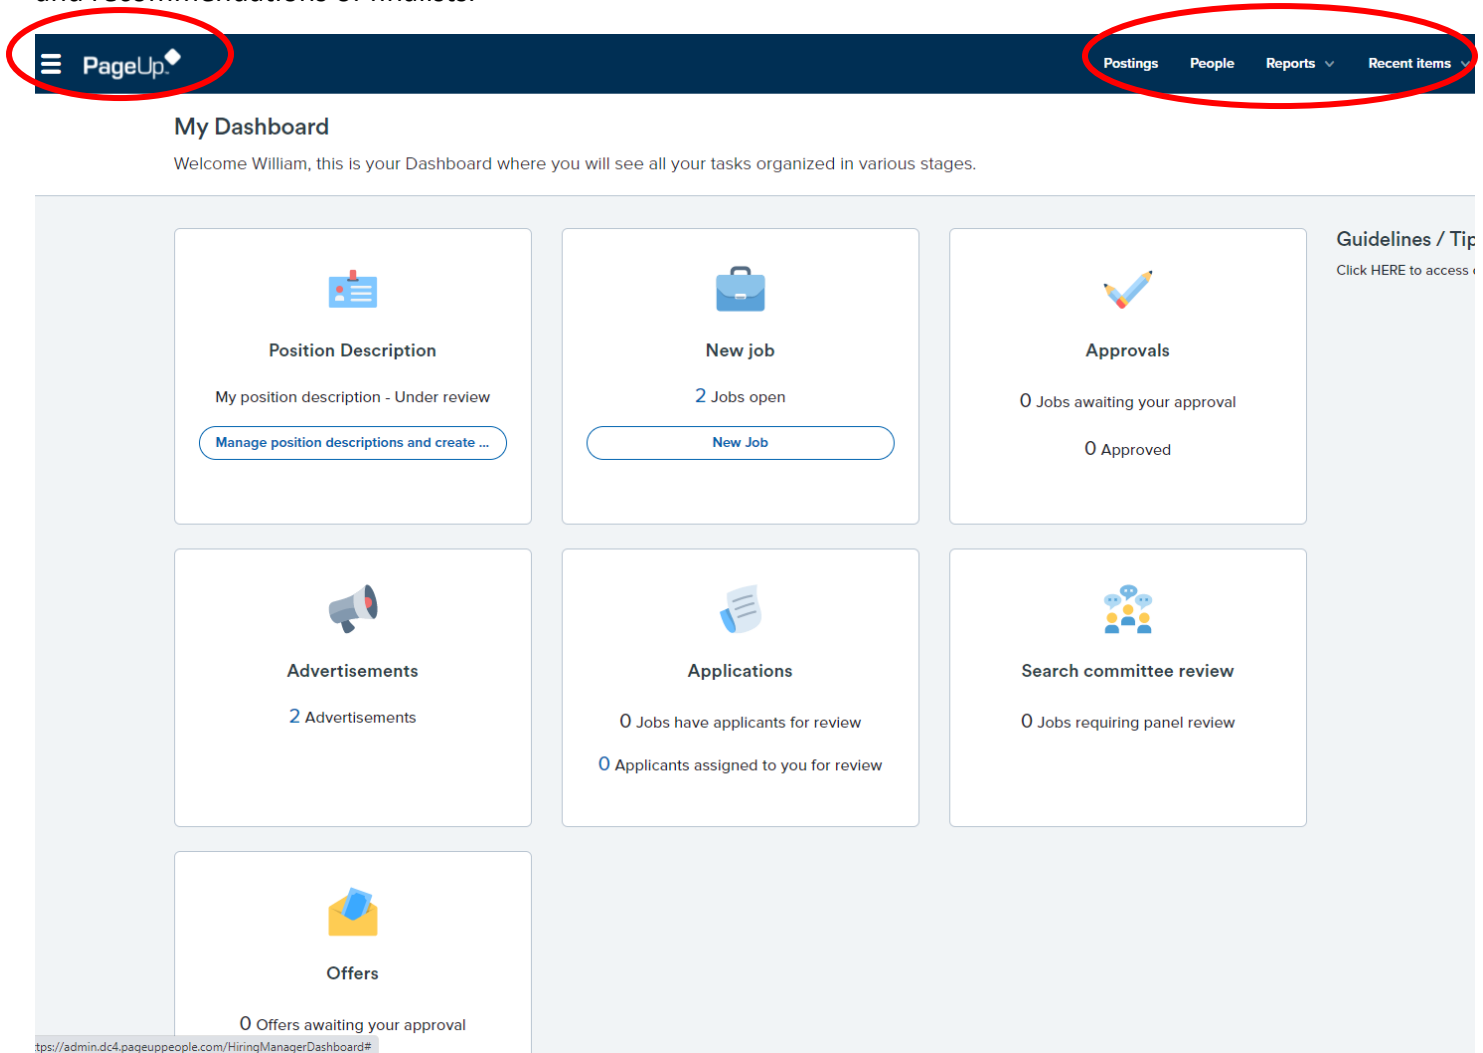 and recommendations of finalists.
PageUp
Postings People Reports Recent items
My Dashboard
Welcome William, this is your Dashboard where you will see all your tasks organized in various stages.
Guidelines / Tip
Click HERE to access
Position Description
My position description - Under review
Manage position descriptions and create ...
New job
2 Jobs open
New Job
Approvals
0 Jobs awaiting your approval
0 Approved
Advertisements
2 Advertisements
Applications
0 Jobs have applicants for review
0 Applicants assigned to you for review
Search committee review
0 Jobs requiring panel review
Offers
0 Offers awaiting your approval
tps://admin.dc4.pageuppeople.com/HiringManagerDashboard#